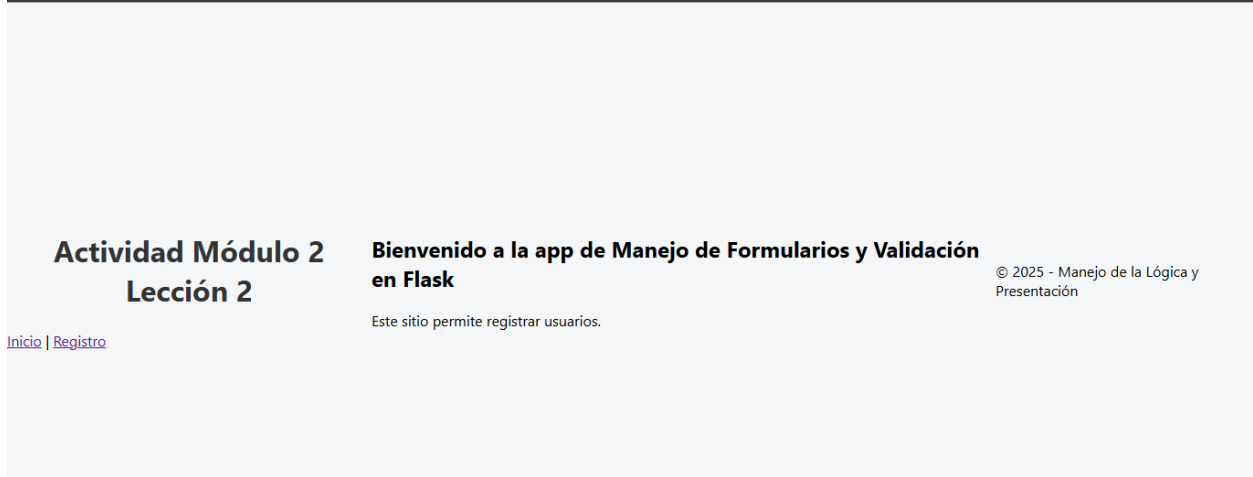 Actividad Módulo 2
Lección 2
Inicio | Registro
Bienvenido a la app de Manejo de Formularios y Validación
en Flask
Este sitio permite registrar usuarios.
© 2025 - Manejo de la Lógica y
Presentación